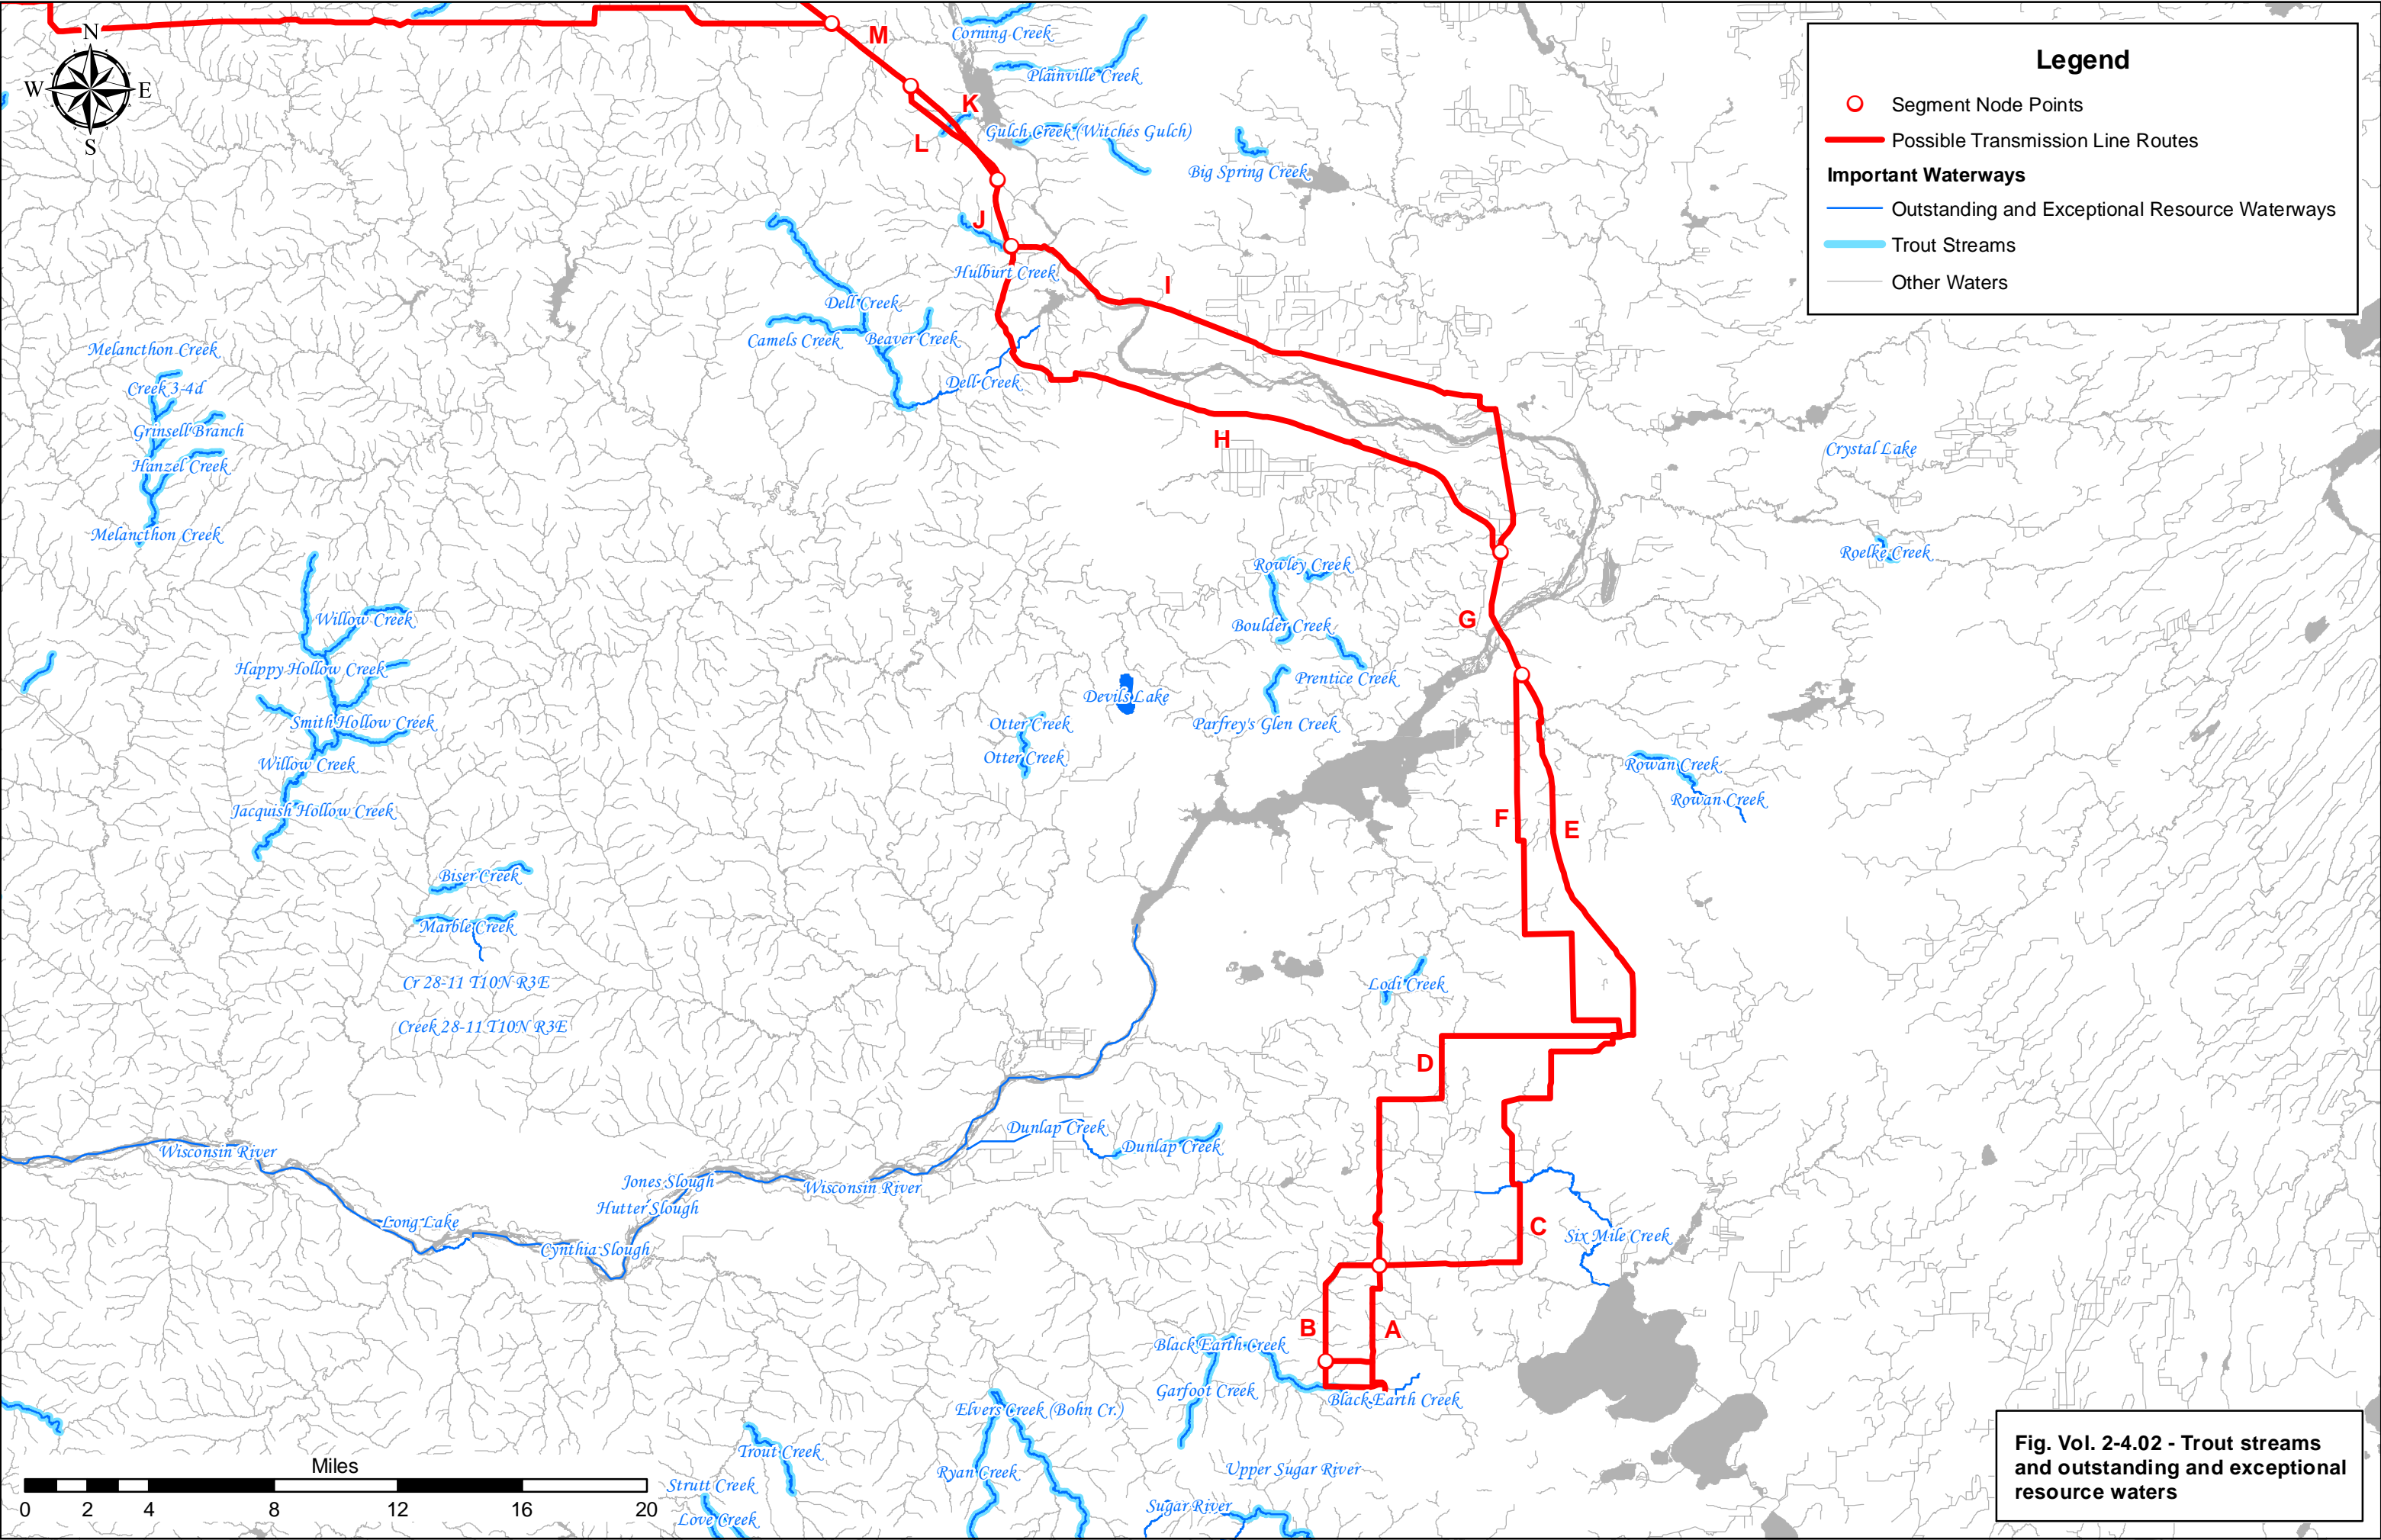 N
W
E
S
M
Corning Creek
Plainville Creek
K
L
Gulch Creek (Witches Gulch)
Big Spring Creek
J
Hulburt Creek
I
Dell Creek
Camels Creek
Beaver Creek
Dell Creek
H
Legend
Segment Node Points
Possible Transmission Line Routes
Important Waterways
Outstanding and Exceptional Resource Waterways
Trout Streams
Other Waters
Melancthon Creek
Creek 3-4d
Grinsell Branch
Hanzel Creek
Melancthon Creek
Crystal Lake
Roelke Creek
Rowley Creek
Boulder Creek
Prentice Creek
Parfrey's Glen Creek
Devils Lake
Otter Creek
Otter Creek
G
Willow Creek
Happy Hollow Creek
Smith Hollow Creek
Willow Creek
Jacquish Hollow Creek
Rowan Creek
Rowan Creek
F
E
Biser Creek
Marble Creek
Cr 28-11 T10N R3E
Creek 28-11 T10N R3E
Lodi Creek
D
Dunlap Creek
Dunlap Creek
Wisconsin River
Jones Slough
Hutter Slough
Wisconsin River
Long Lake
Cynthia Slough
C
Six Mile Creek
B
A
Black Earth Creek
Garfoot Creek
Black Earth Creek
Elvers Creek (Bohn Cr.)
Trout Creek
Ryan Creek
Strutt Creek
Love Creek
Upper Sugar River
Sugar River
Miles
0 2 4 8 12 16 20
Fig. Vol. 2-4.02 - Trout streams
and outstanding and exceptional
resource waters